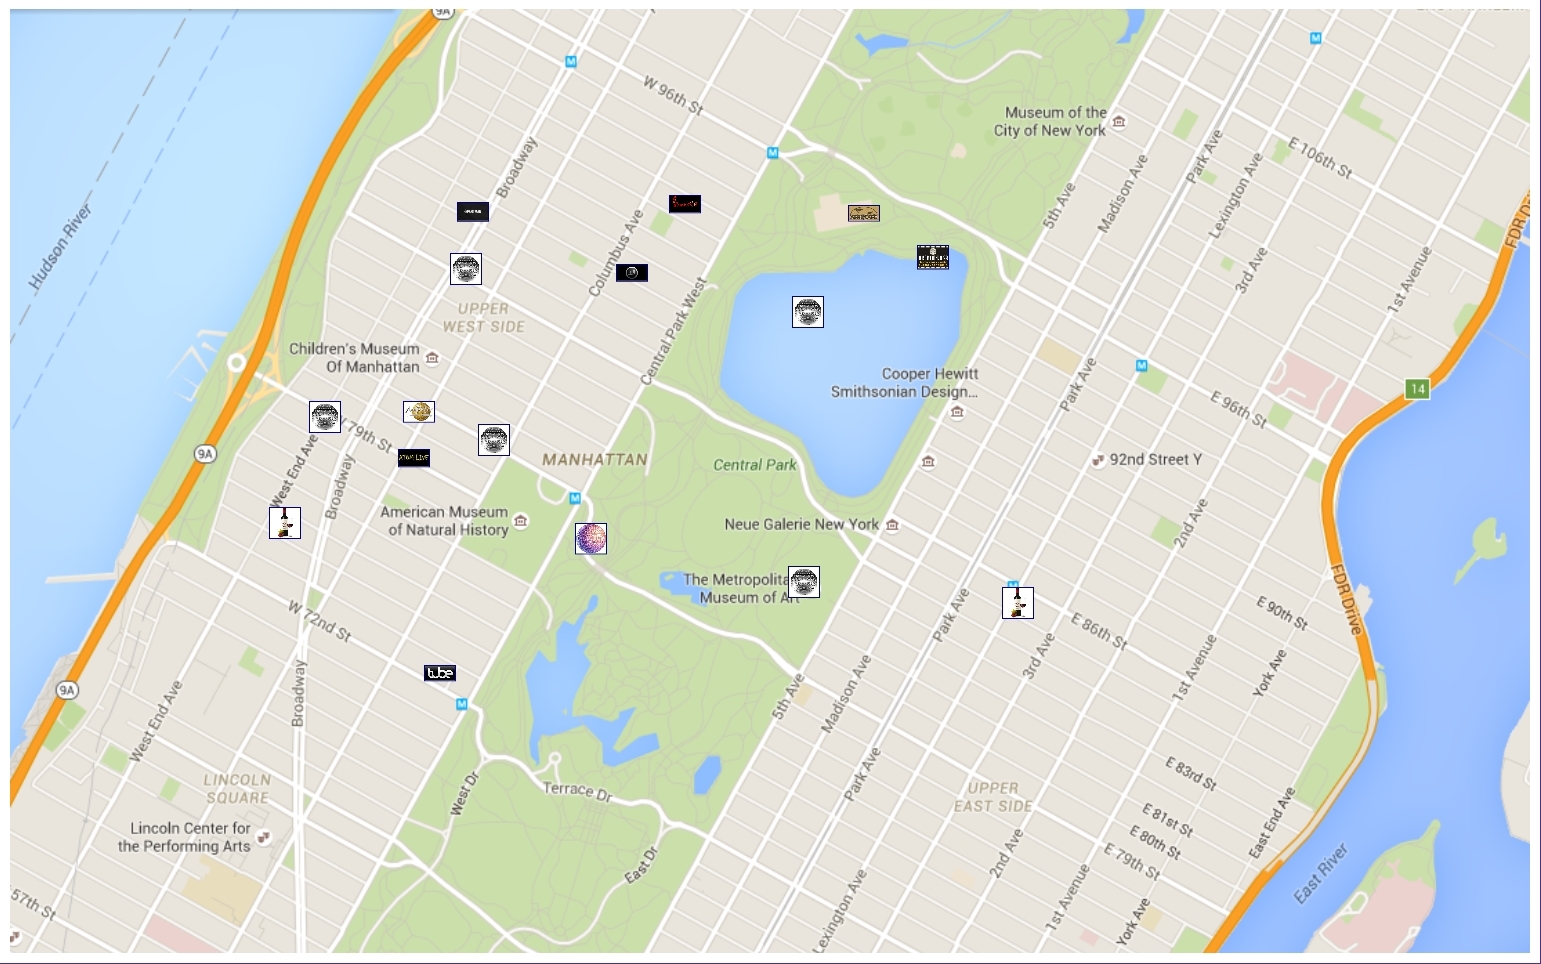 9A
M
M
W 96th St
Museum of the
City of New York
M
Broadway
Park Ave
E 106th St
Madison Ave
Lexington Ave
5th Ave
Columbus Ave
Hudson River
3rd Ave
1st Avenue
UPPER
WEST SIDE
Central Park West
Children's Museum
Of Manhattan
Cooper Hewitt
Smithsonian Design...
M
Park Ave
14
E 96th St
W 79th St
9A
West End Ave
Broadway
MANHATTAN
Central Park
92nd Street Y
M
American Museum
of Natural History
Neue Galerie New York
2nd Ave
The Metropolita
Museum of Art
M
FDR Drive
W 72nd St
Park Ave
E 86th St
E 90th St
3rd Ave
1st Avenue
York Ave
tube
9A
M
Broadway
West End Ave
5th Ave
Madison Ave
Park Ave
LINCOLN
SQUARE
West Dr
Terrace Dr
UPPER
EAST SIDE
E 83rd St
E 81st St
E 80th St
E 79th St
East End Ave
Lincoln Center for
the Performing Arts
East Dr
2nd Ave
East River
57th St
Lexington Ave
1st Avenue
York Ave